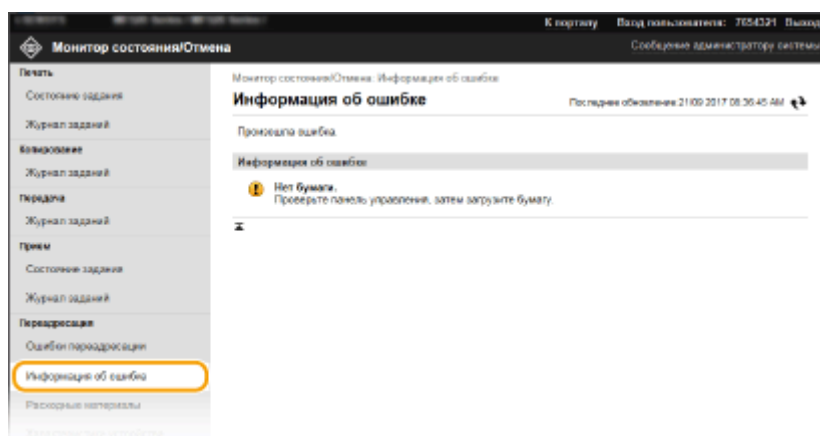 К порталу Вход пользователя: 7654321 Выход
Монитор состояния/Отмена
Сообщение администратору системы
Печать
Состояние задания
Журнал заданий
Копирование
Журнал заданий
Передача
Журнал заданий
Прием
Состояние задания
Журнал заданий
Переадресация
Ошибки переадресации
Информация об ошибке
Расходные материалы
Монитор состояния/Отмена: Информация об ошибке
Информация об ошибке
Последнее обновление: 21/09 2017 08:36:45 AM
Произошла ошибка.
Информация об ошибке
Нет бумаги.
Проверьте панель управления, затем загрузите бумагу.